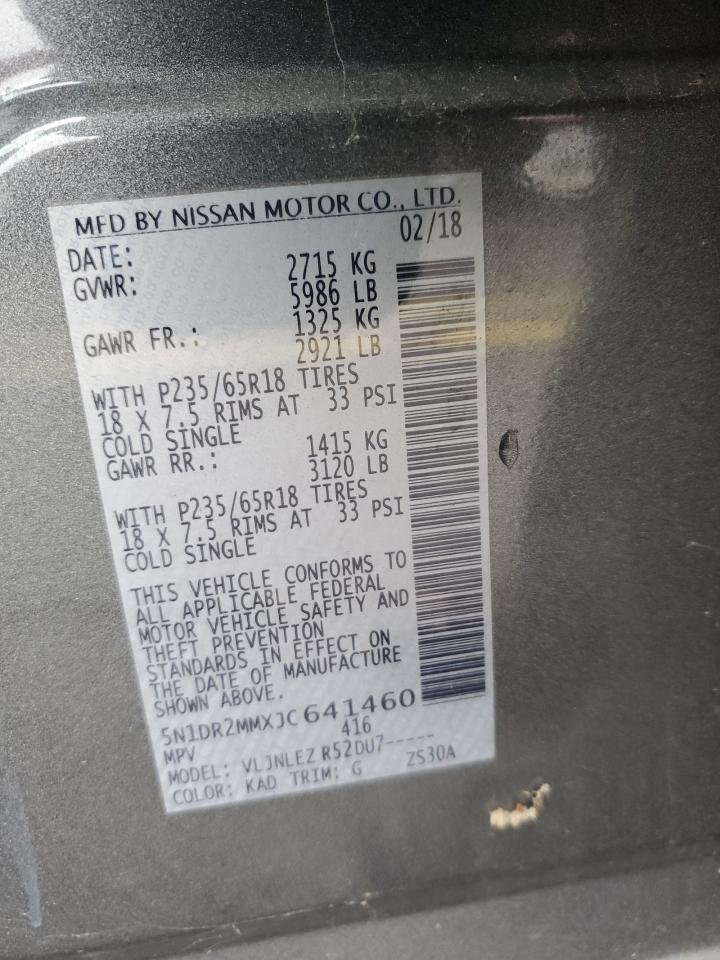 MFD BY NISSAN MOTOR CO., LTD.
DATE: 02/18
GVWR: 2715 KG
5986 LB
GAWR FR.: 1325 KG
2921 LB
WITH P235/65R18 TIRES
18 X 7.5 RIMS AT 33 PSI
COLD SINGLE
GAWR RR.: 1415 KG
3120 LB
WITH P235/65R18 TIRES
18 X 7.5 RIMS AT 33 PSI
COLD SINGLE
THIS VEHICLE CONFORMS TO
ALL APPLICABLE FEDERAL
MOTOR VEHICLE SAFETY AND
THEFT PREVENTION
STANDARDS IN EFFECT ON
THE DATE OF MANUFACTURE
SHOWN ABOVE.
5N1DR2MMXJC641460
MPV 416
MODEL: VLJNLEZ R52DU7-----
COLOR: KAD TRIM: G ZS30A